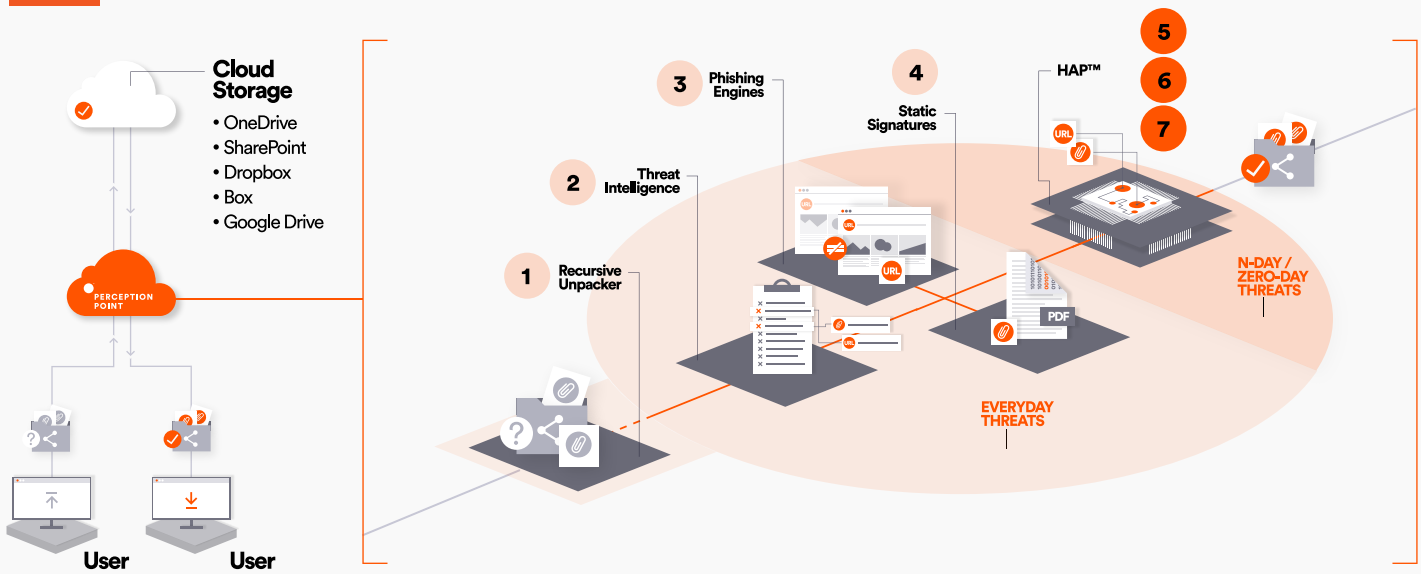 Cloud
Storage
• OneDrive
• SharePoint
• Dropbox
• Box
• Google Drive
PERCEPTION
POINT
User
User
1
Recursive
Unpacker
2
Threat
Intelligence
3
Phishing
Engines
4
Static
Signatures
HAP™
5
6
7
URL
URL
URL
URL
URL
PDF
?
?
N-DAY /
ZERO-DAY
THREATS
EVERYDAY
THREATS